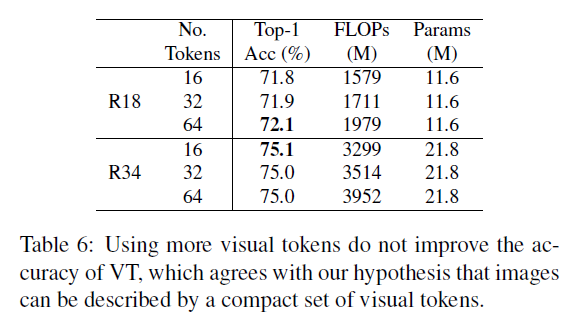 No. Top-1 FLOPs Params
Tokens Acc (%) (M) (M)
16 71.8 1579 11.6
R18 32 71.9 1711 11.6
64 72.1 1979 11.6
16 75.1 3299 21.8
R34 32 75.0 3514 21.8
64 75.0 3952 21.8
Table 6: Using more visual tokens do not improve the ac-
curacy of VT, which agrees with our hypothesis that images
can be described by a compact set of visual tokens.